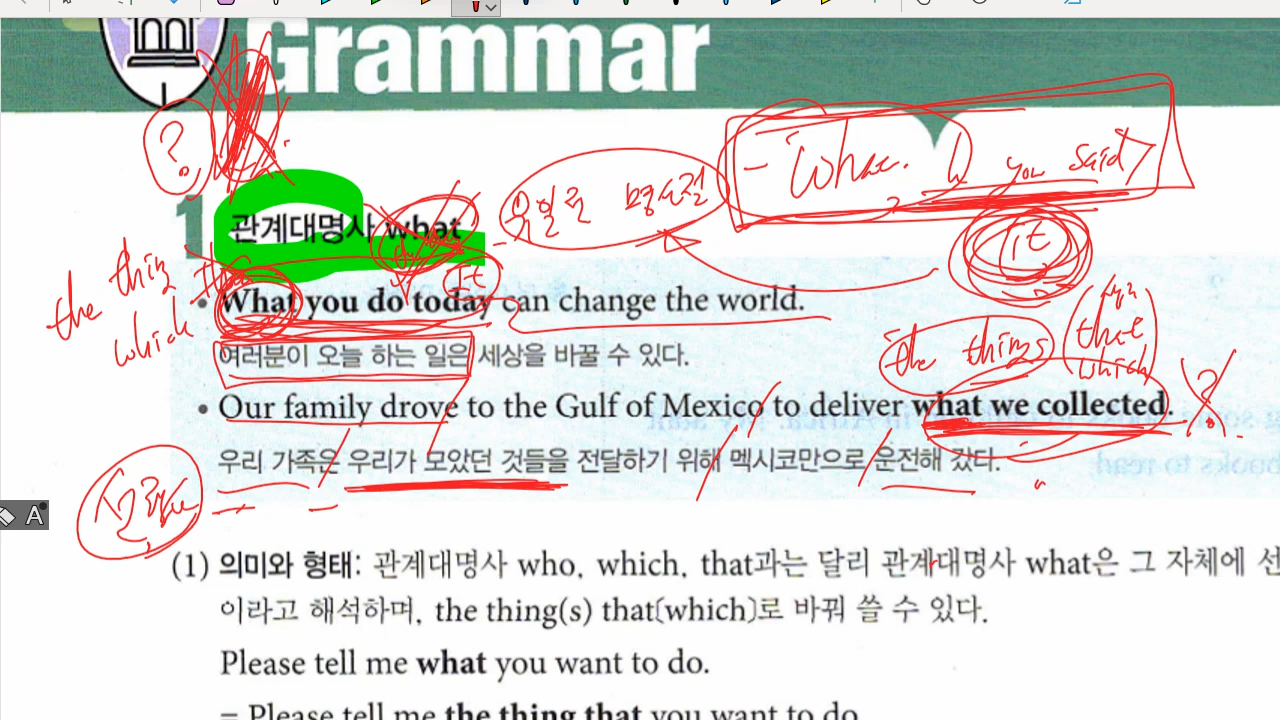 Grammar
?
- What. you said
유일블 명사절
1 관계대명사 what
It
It
the thing
which
• What you do today can change the world.
the things
that
which
여러분이 오늘 하는 일은 세상을 바꿀 수 있다.
?
• Our family drove to the Gulf of Mexico to deliver what we collected.
우리 가족은 우리가 모았던 것들을 전달하기 위해 멕시코만으로 운전해 갔다.
A
(1) 의미와 형태: 관계대명사 who, which, that과는 달리 관계대명사 what은 그 자체에 선
이라고 해석하며, the thing(s) that(which)로 바꿔 쓸 수 있다.
Please tell me what you want to do.
= Please tell me the thing that you want to do